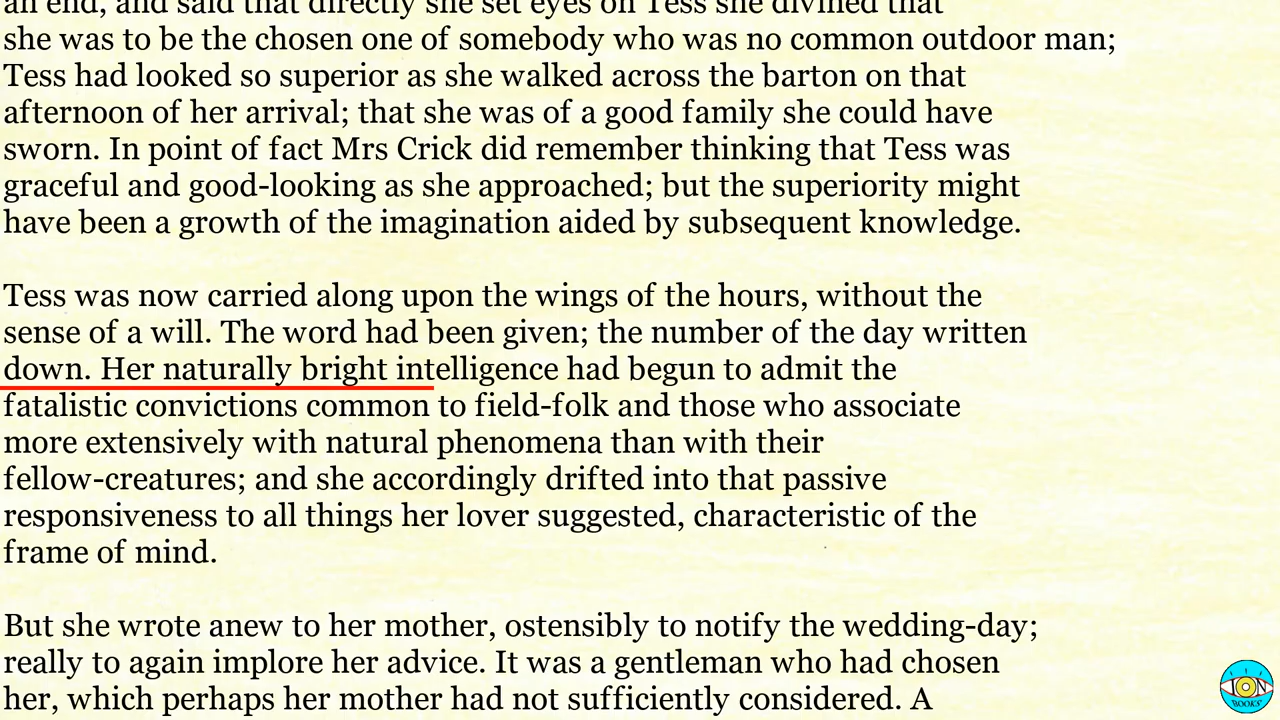 an end, and said that directly she set eyes on Tess she divined that
she was to be the chosen one of somebody who was no common outdoor man;
Tess had looked so superior as she walked across the barton on that
afternoon of her arrival; that she was of a good family she could have
sworn. In point of fact Mrs Crick did remember thinking that Tess was
graceful and good-looking as she approached; but the superiority might
have been a growth of the imagination aided by subsequent knowledge.
Tess was now carried along upon the wings of the hours, without the
sense of a will. The word had been given; the number of the day written
down. Her naturally bright intelligence had begun to admit the
fatalistic convictions common to field-folk and those who associate
more extensively with natural phenomena than with their
fellow-creatures; and she accordingly drifted into that passive
responsiveness to all things her lover suggested, characteristic of the
frame of mind.
But she wrote anew to her mother, ostensibly to notify the wedding-day;
really to again implore her advice. It was a gentleman who had chosen
her, which perhaps her mother had not sufficiently considered. A
ION
BOOKS